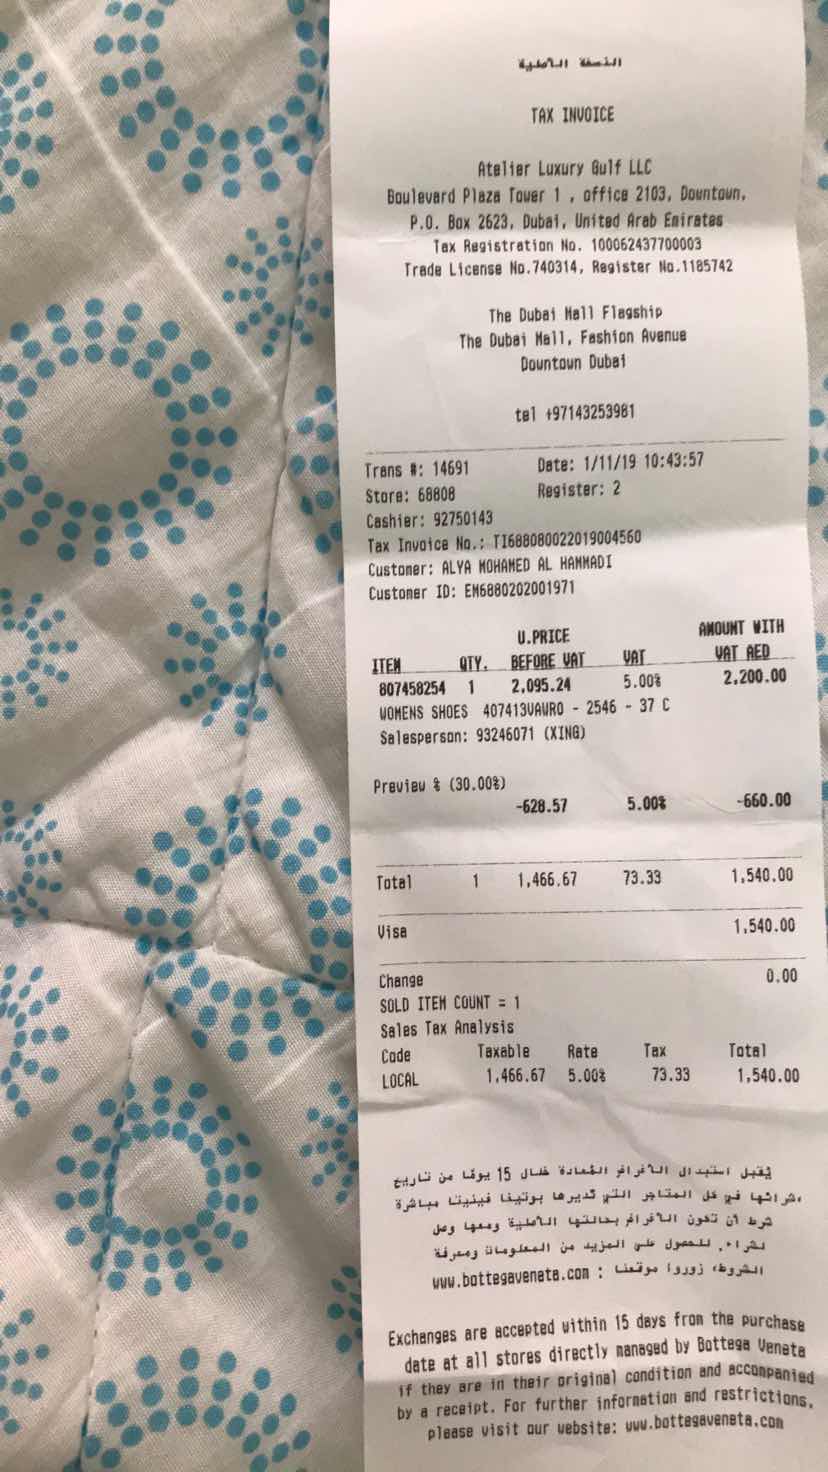 النسخة الأصلية
TAX INVOICE
Atelier Luxury Gulf LLC
Boulevard Plaza Tower 1 , office 2103, Downtown,
P.O. Box 2623, Dubai, United Arab Emirates
Tax Registration No. 100062437700003
Trade License No.740314, Register No.1185742
The Dubai Mall Flagship
The Dubai Mall, Fashion Avenue
Downtown Dubai
tel +97143253981
Trans #: 14691 Date: 1/11/19 10:43:57
Store: 68808 Register: 2
Cashier: 92750143
Tax Invoice No.: TI688080022019004560
Customer: ALYA MOHAMED AL HAMMADI
Customer ID: EM6880202001971
ITEM QTY. U.PRICE BEFORE VAT VAT AMOUNT WITH VAT AED
807458254 1 2,095.24 5.00% 2,200.00
WOMENS SHOES 407413VAWRO - 2546 - 37 C
Salesperson: 93246071 (XING)
Preview % (30.00%)
-628.57 5.00% -660.00
Total 1 1,466.67 73.33 1,540.00
Visa 1,540.00
Change 0.00
SOLD ITEM COUNT = 1
Sales Tax Analysis
Code Taxable Rate Tax Total
LOCAL 1,466.67 5.00% 73.33 1,540.00
يُقبل استبدال الأغراض المُعادة خلال 15 يومًا من تاريخ
شرائها في كل المتاجر التي تُديرها بوتيغا فينيتا مباشرة،
شرط أن تكون الأغراض بحالتها الأصلية ومعها وصل
لشراء. للحصول على المزيد من المعلومات ومعرفة
الشروط، زوروا موقعنا : www.bottegaveneta.com
Exchanges are accepted within 15 days from the purchase
date at all stores directly managed by Bottega Veneta
if they are in their original condition and accompanied
by a receipt. For further information and restrictions,
please visit our website: www.bottegaveneta.com